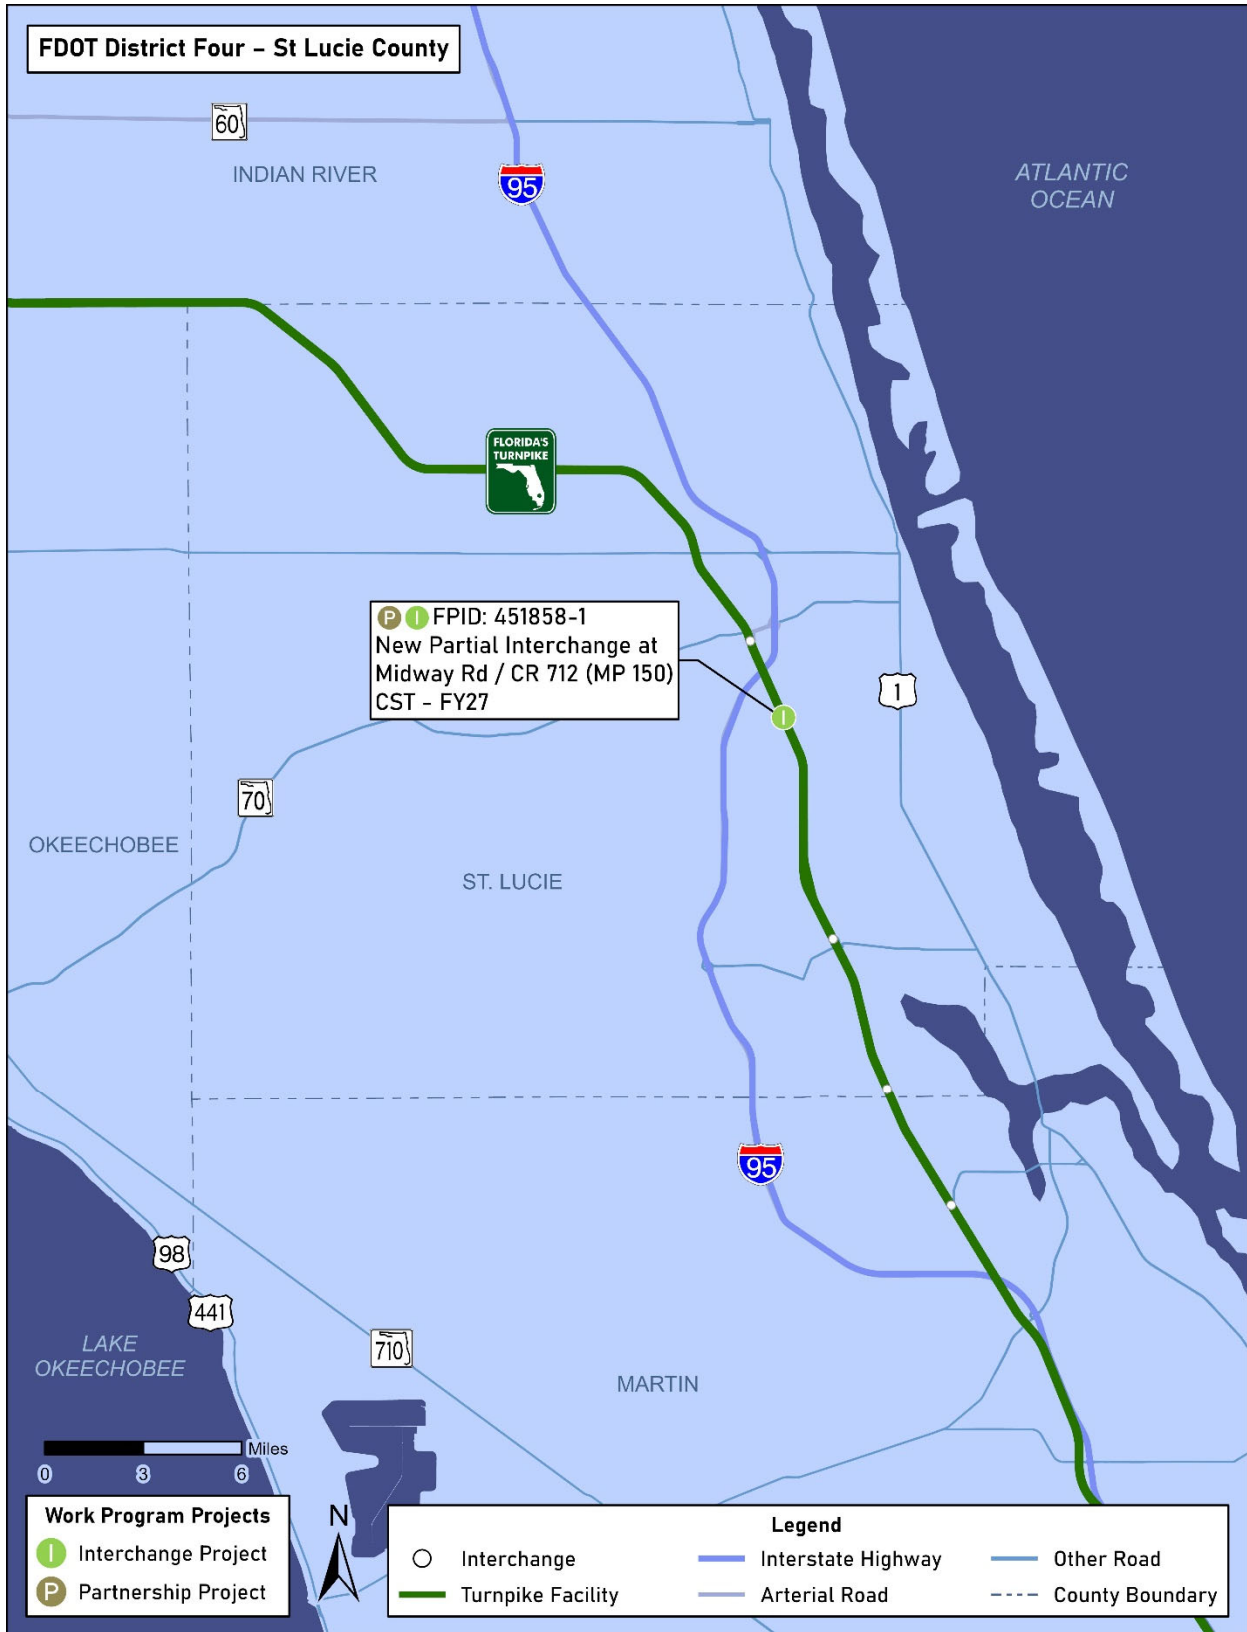 FDOT District Four – St Lucie County
60
INDIAN RIVER
95
ATLANTIC
OCEAN
FLORIDA'S
TURNPIKE
P I FPID: 451858-1
New Partial Interchange at
Midway Rd / CR 712 (MP 150)
CST - FY27
1
I
70
OKEECHOBEE
ST. LUCIE
95
98
441
LAKE
OKEECHOBEE
710
MARTIN
Miles
0 3 6
Work Program Projects
I Interchange Project
P Partnership Project
N
Legend
Interchange
Interstate Highway
Other Road
Turnpike Facility
Arterial Road
County Boundary